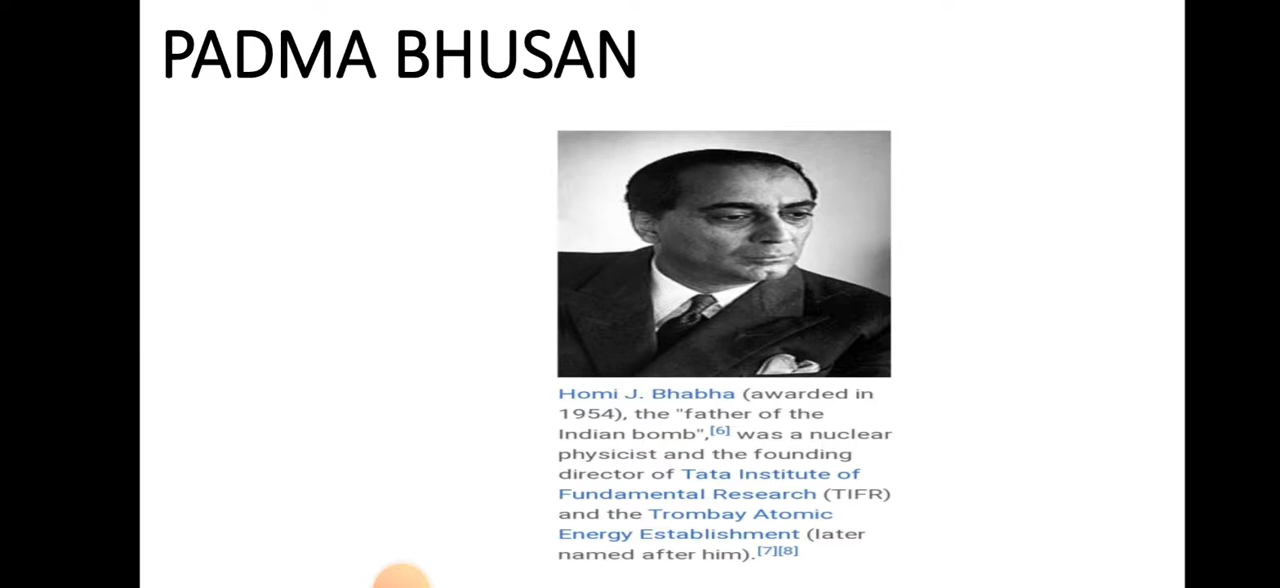 PADMA BHUSAN
Homi J. Bhabha (awarded in
1954), the "father of the
Indian bomb",[6] was a nuclear
physicist and the founding
director of Tata Institute of
Fundamental Research (TIFR)
and the Trombay Atomic
Energy Establishment (later
named after him).[7][8]